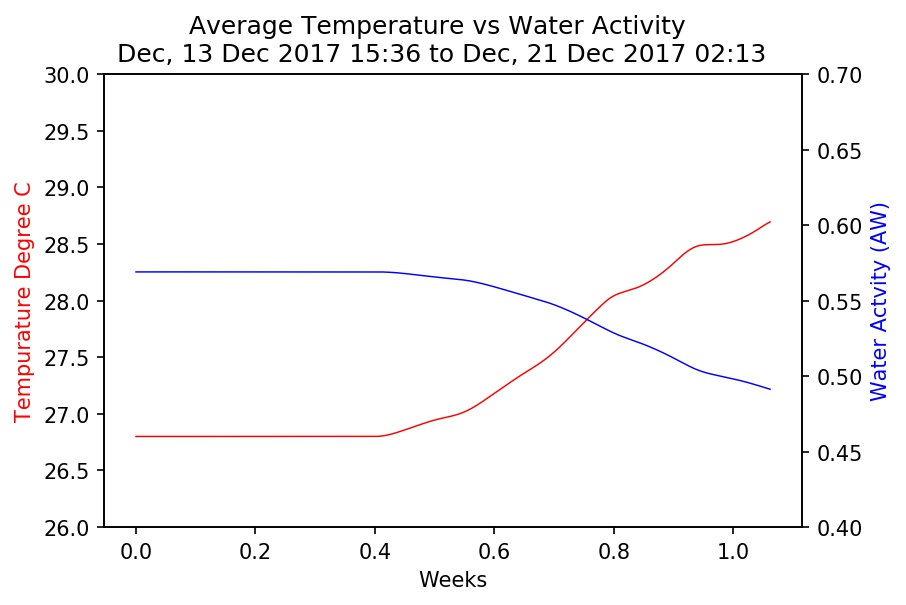 Average Temperature vs Water Activity
Dec, 13 Dec 2017 15:36 to Dec, 21 Dec 2017 02:13
Tempurature Degree C
30.0
29.5
29.0
28.5
28.0
27.5
27.0
26.5
26.0
0.70
0.65
0.60
0.55
0.50
0.45
0.40
Water Actvity (AW)
0.0 0.2 0.4 0.6 0.8 1.0
Weeks